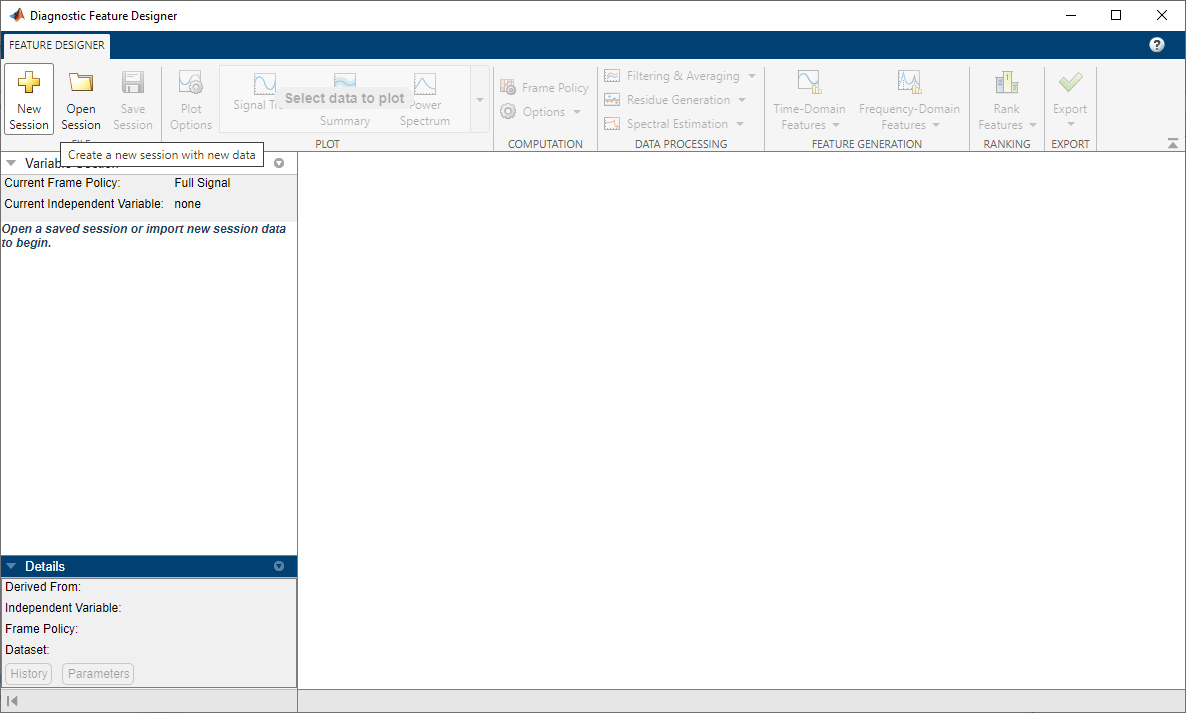 Diagnostic Feature Designer
FEATURE DESIGNER
New Session
Open Session
Save Session
Plot Options
Signal Tr
Select data to plot
Summary
Power Spectrum
Frame Policy
Options
Filtering & Averaging
Residue Generation
Spectral Estimation
Time-Domain Features
Frequency-Domain Features
Rank Features
Export
PLOT
COMPUTATION
DATA PROCESSING
FEATURE GENERATION
RANKING
EXPORT
Create a new session with new data
Current Frame Policy: Full Signal
Current Independent Variable: none
Open a saved session or import new session data
to begin.
Details
Derived From:
Independent Variable:
Frame Policy:
Dataset:
History Parameters